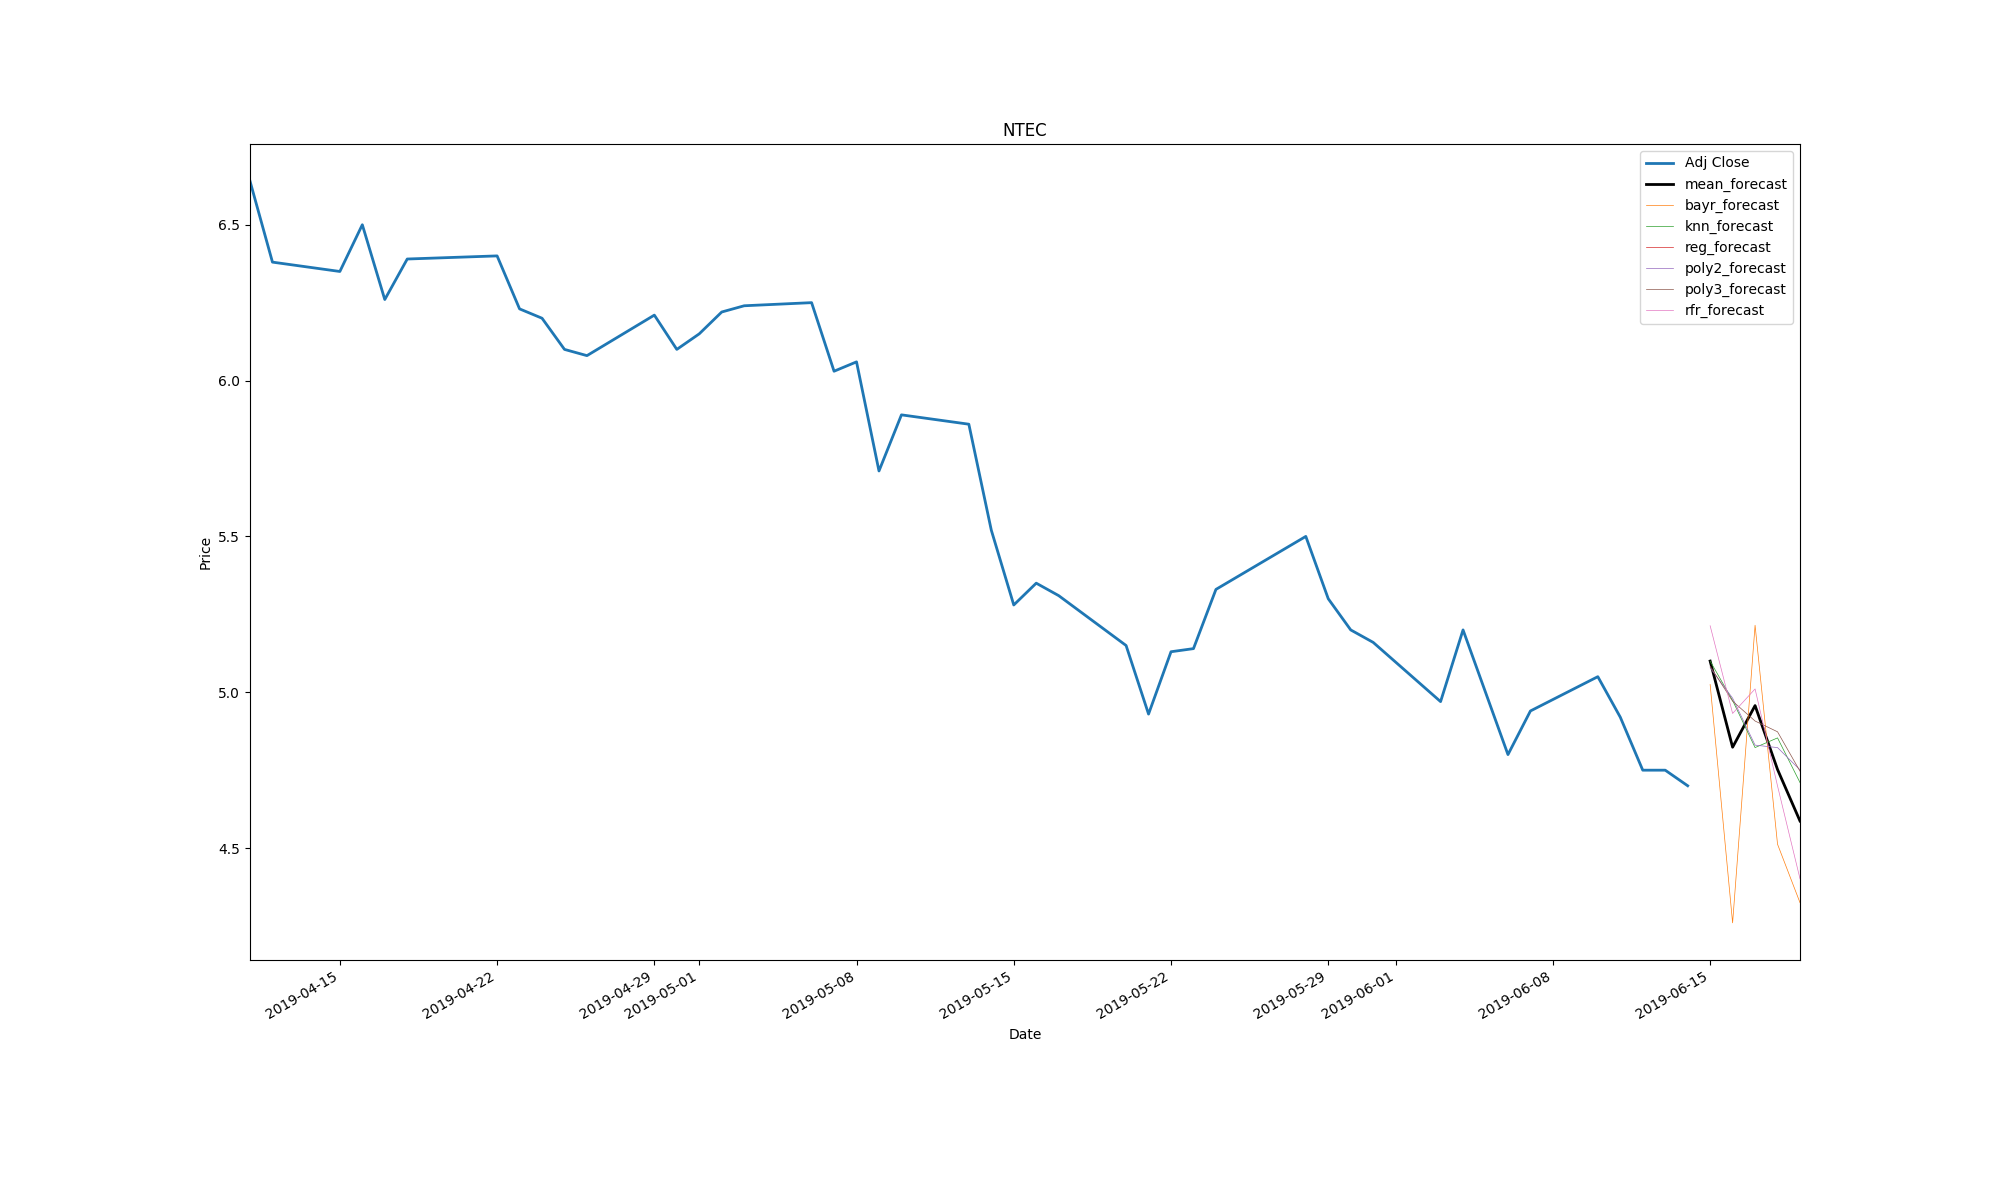 NTEC
Adj Close
mean_forecast
bayr_forecast
knn_forecast
reg_forecast
poly2_forecast
poly3_forecast
rfr_forecast
6.5
6.0
5.5
5.0
4.5
Price
2019-04-15
2019-04-22
2019-04-29
2019-05-01
2019-05-08
2019-05-15
2019-05-22
2019-05-29
2019-06-01
2019-06-08
2019-06-15
Date